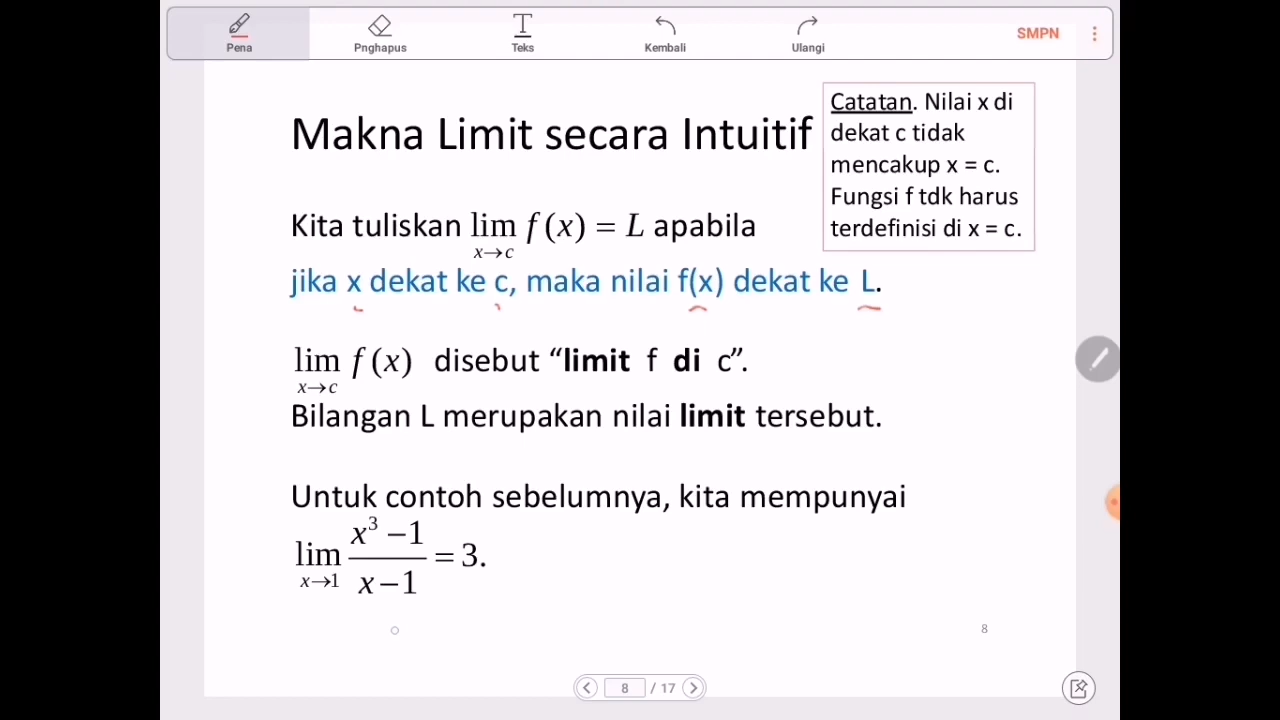 Pena
Pnghapus
Teks
Kembali
Ulangi
SMPN
Makna Limit secara Intuitif
Catatan. Nilai x di
dekat c tidak
mencakup x = c.
Fungsi f tdk harus
terdefinisi di x = c.
Kita tuliskan lim x→c f(x) = L apabila
jika x dekat ke c, maka nilai f(x) dekat ke L.
lim x→c f(x) disebut “limit f di c”.
Bilangan L merupakan nilai limit tersebut.
Untuk contoh sebelumnya, kita mempunyai
lim x→1 (x³ − 1)/(x − 1) = 3.
8
8 / 17